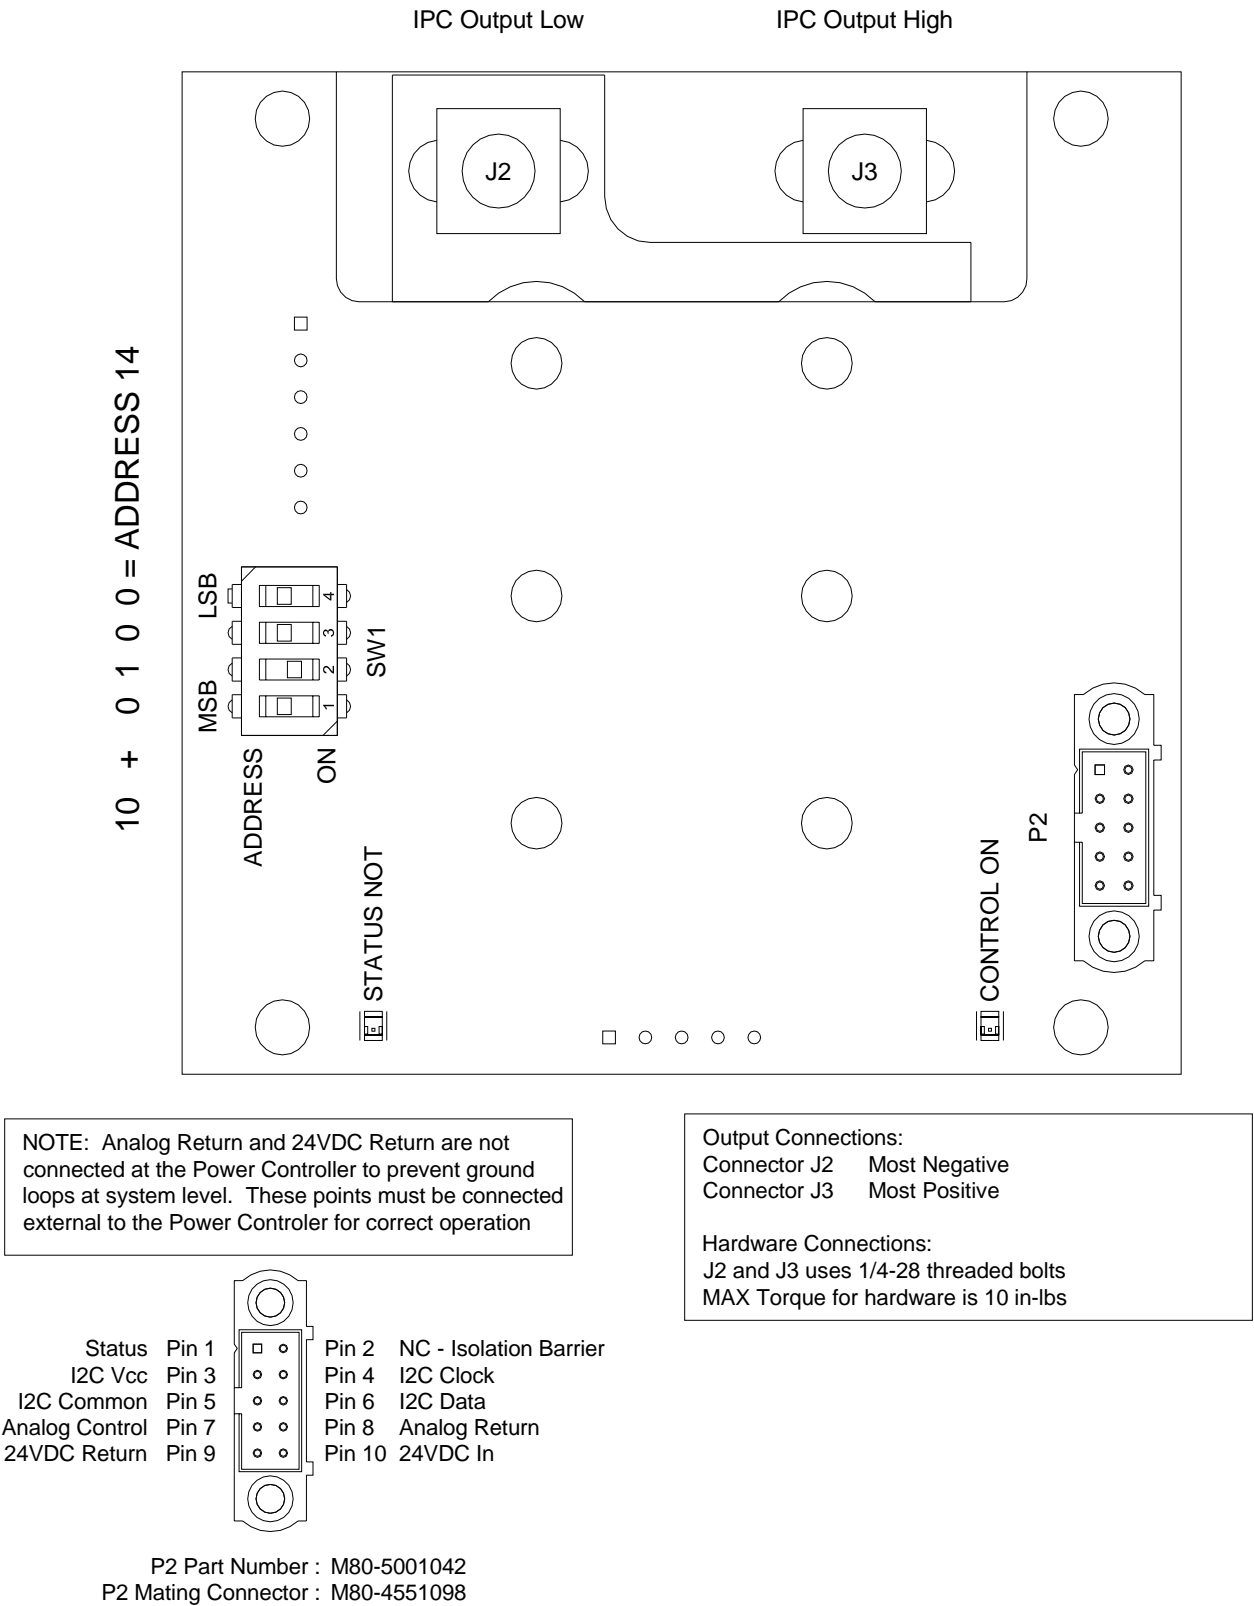 IPC Output Low
IPC Output High
J2
J3
10 + 0 1 0 0 = ADDRESS 14
LSB
MSB
4
3
2
1
SW1
ADDRESS
ON
STATUS NOT
CONTROL ON
P2
NOTE: Analog Return and 24VDC Return are not
connected at the Power Controller to prevent ground
loops at system level. These points must be connected
external to the Power Controler for correct operation
Output Connections:
Connector J2 Most Negative
Connector J3 Most Positive
Hardware Connections:
J2 and J3 uses 1/4-28 threaded bolts
MAX Torque for hardware is 10 in-lbs
Status Pin 1 Pin 2 NC - Isolation Barrier
I2C Vcc Pin 3 Pin 4 I2C Clock
I2C Common Pin 5 Pin 6 I2C Data
Analog Control Pin 7 Pin 8 Analog Return
24VDC Return Pin 9 Pin 10 24VDC In
P2 Part Number : M80-5001042
P2 Mating Connector : M80-4551098